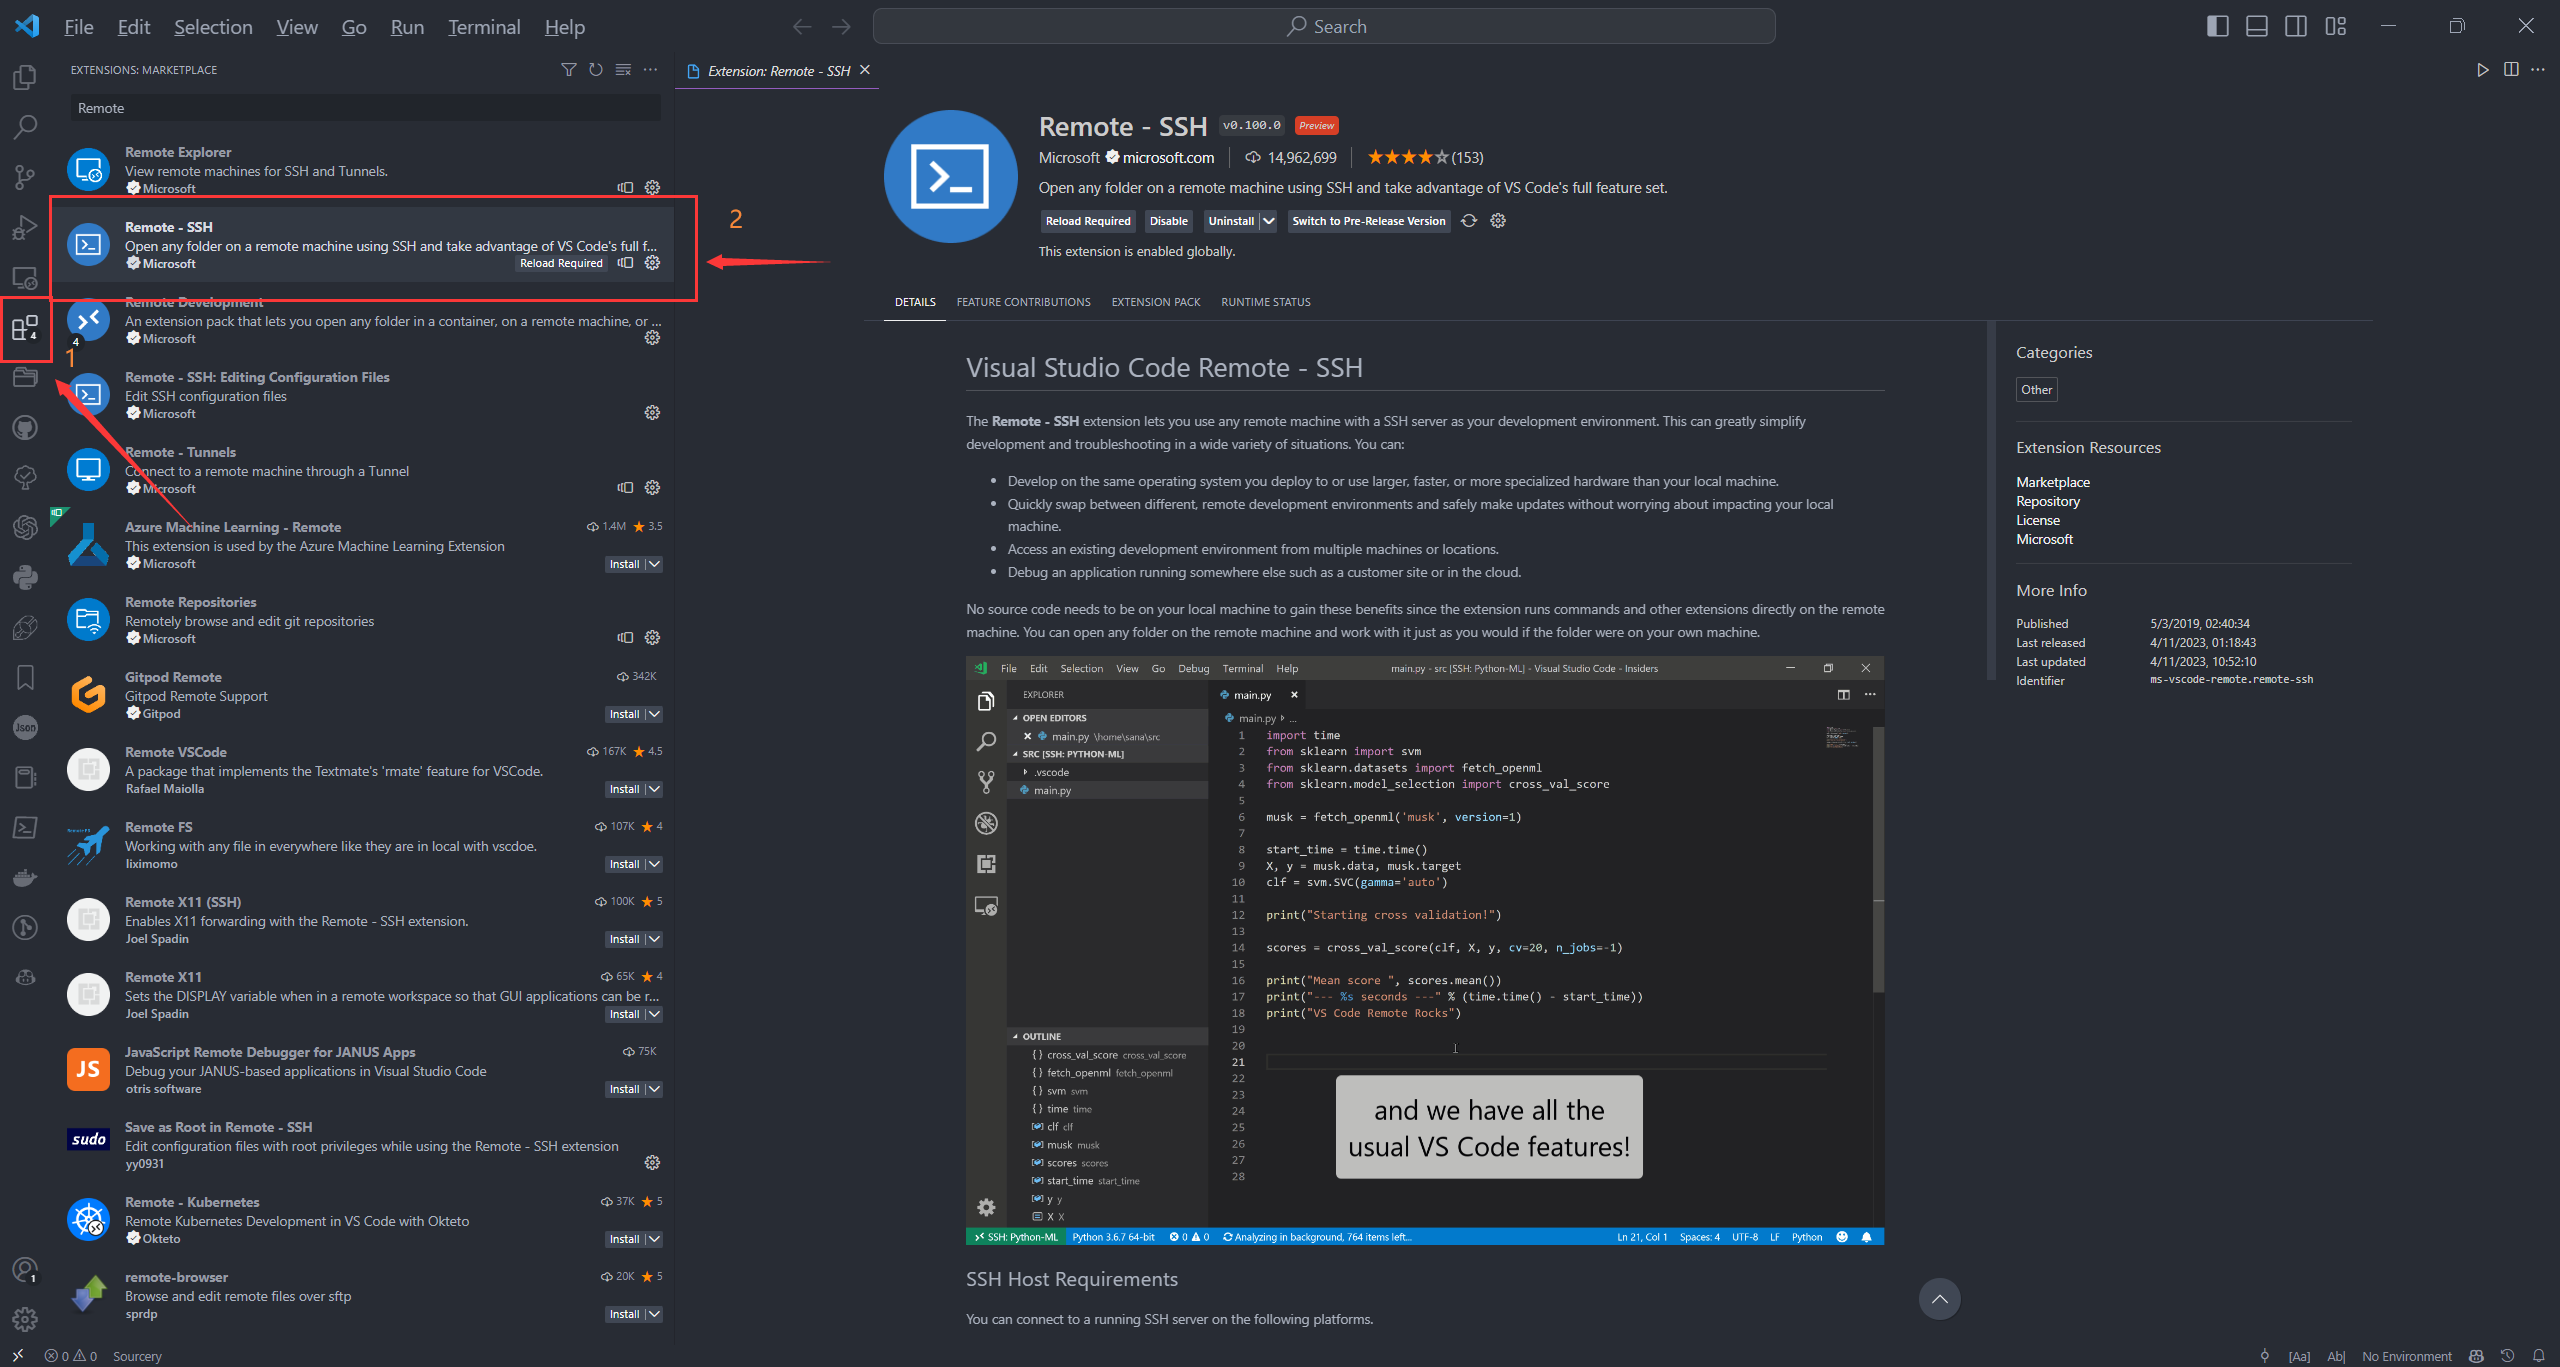 File Edit Selection View Go Run Terminal Help
Search
EXTENSIONS: MARKETPLACE
Remote
Remote Explorer
View remote machines for SSH and Tunnels.
Microsoft
Remote - SSH
Open any folder on a remote machine using SSH and take advantage of VS Code's full f...
Microsoft
Reload Required
2
Remote Development
An extension pack that lets you open any folder in a container, on a remote machine, or ...
4
Microsoft
4
1
Remote - SSH: Editing Configuration Files
Edit SSH configuration files
Microsoft
Remote - Tunnels
Connect to a remote machine through a Tunnel
Microsoft
Azure Machine Learning - Remote 1.4M 3.5
This extension is used by the Azure Machine Learning Extension
Microsoft Install
Remote Repositories
Remotely browse and edit git repositories
Microsoft
Gitpod Remote 342K
Gitpod Remote Support
Gitpod Install
Json
Remote VSCode 167K 4.5
A package that implements the Textmate's 'rmate' feature for VSCode.
Rafael Maiolla Install
Remote FS 107K 4
Working with any file in everywhere like they are in local with vscdoe.
liximomo Install
Remote X11 (SSH) 100K 5
Enables X11 forwarding with the Remote - SSH extension.
Joel Spadin Install
Remote X11 65K 4
Sets the DISPLAY variable when in a remote workspace so that GUI applications can be r...
Joel Spadin Install
JS
JavaScript Remote Debugger for JANUS Apps 75K
Debug your JANUS-based applications in Visual Studio Code
otris software Install
sudo
Save as Root in Remote - SSH
Edit configuration files with root privileges while using the Remote - SSH extension
yy0931
Remote - Kubernetes 37K 5
Remote Kubernetes Development in VS Code with Okteto
Okteto Install
1
remote-browser 20K 5
Browse and edit remote files over sftp
sprdp Install
Extension: Remote - SSH
Remote - SSH v0.100.0 Preview
Microsoft microsoft.com 14,962,699 (153)
Open any folder on a remote machine using SSH and take advantage of VS Code's full feature set.
Reload Required Disable Uninstall Switch to Pre-Release Version
This extension is enabled globally.
DETAILS FEATURE CONTRIBUTIONS EXTENSION PACK RUNTIME STATUS
Visual Studio Code Remote - SSH
The Remote - SSH extension lets you use any remote machine with a SSH server as your development environment. This can greatly simplify
development and troubleshooting in a wide variety of situations. You can:
• Develop on the same operating system you deploy to or use larger, faster, or more specialized hardware than your local machine.
• Quickly swap between different, remote development environments and safely make updates without worrying about impacting your local
machine.
• Access an existing development environment from multiple machines or locations.
• Debug an application running somewhere else such as a customer site or in the cloud.
No source code needs to be on your local machine to gain these benefits since the extension runs commands and other extensions directly on the remote
machine. You can open any folder on the remote machine and work with it just as you would if the folder were on your own machine.
File Edit Selection View Go Debug Terminal Help main.py - src [SSH: Python-ML] - Visual Studio Code - Insiders
EXPLORER
OPEN EDITORS
main.py \home\sana\src
SRC [SSH: PYTHON-ML]
.vscode
main.py
OUTLINE
{} cross_val_score cross_val_score
{} fetch_openml fetch_openml
{} svm svm
{} time time
clf clf
musk musk
scores scores
start_time start_time
y y
X X
main.py
main.py ...
1 import time
2 from sklearn import svm
3 from sklearn.datasets import fetch_openml
4 from sklearn.model_selection import cross_val_score
5
6 musk = fetch_openml('musk', version=1)
7
8 start_time = time.time()
9 X, y = musk.data, musk.target
10 clf = svm.SVC(gamma='auto')
11
12 print("Starting cross validation!")
13
14 scores = cross_val_score(clf, X, y, cv=20, n_jobs=-1)
15
16 print("Mean score ", scores.mean())
17 print("--- %s seconds ---" % (time.time() - start_time))
18 print("VS Code Remote Rocks")
19
20
21
22
23
24
25
26
27
28
and we have all the
usual VS Code features!
SSH: Python-ML Python 3.6.7 64-bit 0 0 Analyzing in background, 764 items left... Ln 21, Col 1 Spaces: 4 UTF-8 LF Python
SSH Host Requirements
You can connect to a running SSH server on the following platforms.
Categories
Other
Extension Resources
Marketplace
Repository
License
Microsoft
More Info
Published 5/3/2019, 02:40:34
Last released 4/11/2023, 01:18:43
Last updated 4/11/2023, 10:52:10
Identifier ms-vscode-remote.remote-ssh
0 0 Sourcery [Aa] Ab| No Environment